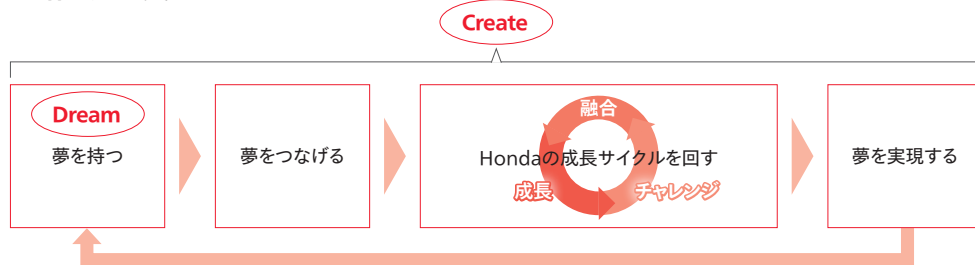 Create
Dream
夢を持つ
夢をつなげる
融合
Hondaの成長サイクルを回す
成長
チャレンジ
夢を実現する